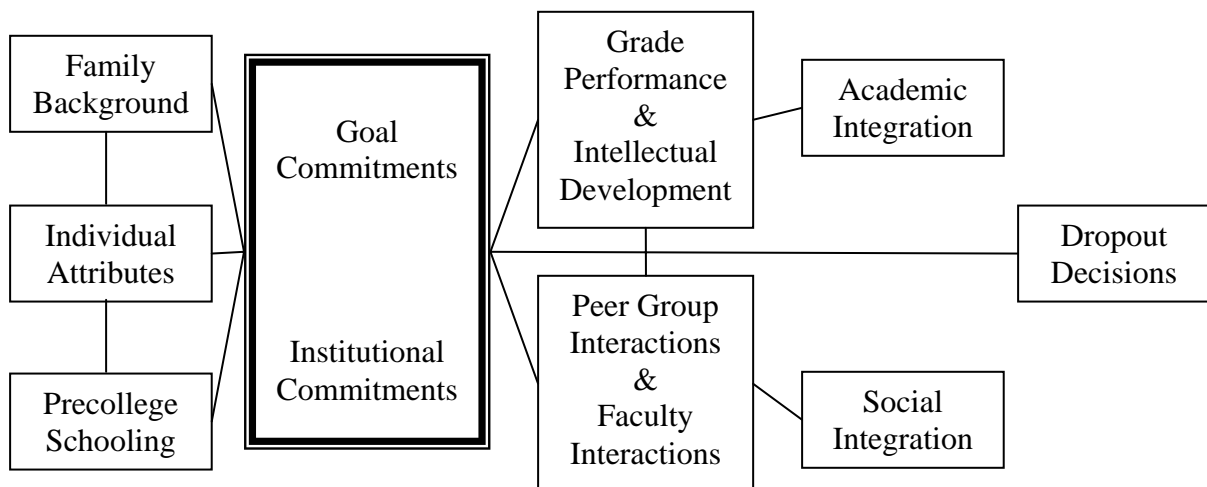 Family
Background
Individual
Attributes
Precollege
Schooling
Goal
Commitments
Institutional
Commitments
Grade
Performance
&
Intellectual
Development
Peer Group
Interactions
&
Faculty
Interactions
Academic
Integration
Social
Integration
Dropout
Decisions